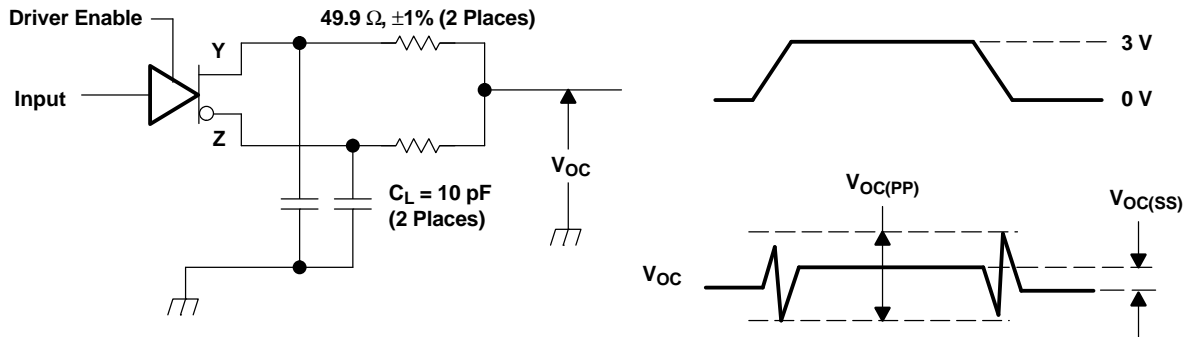 Driver Enable
49.9 Ω, ±1% (2 Places)
Y
Input
Z
VOC
CL = 10 pF
(2 Places)
3 V
0 V
VOC(PP)
VOC(SS)
VOC